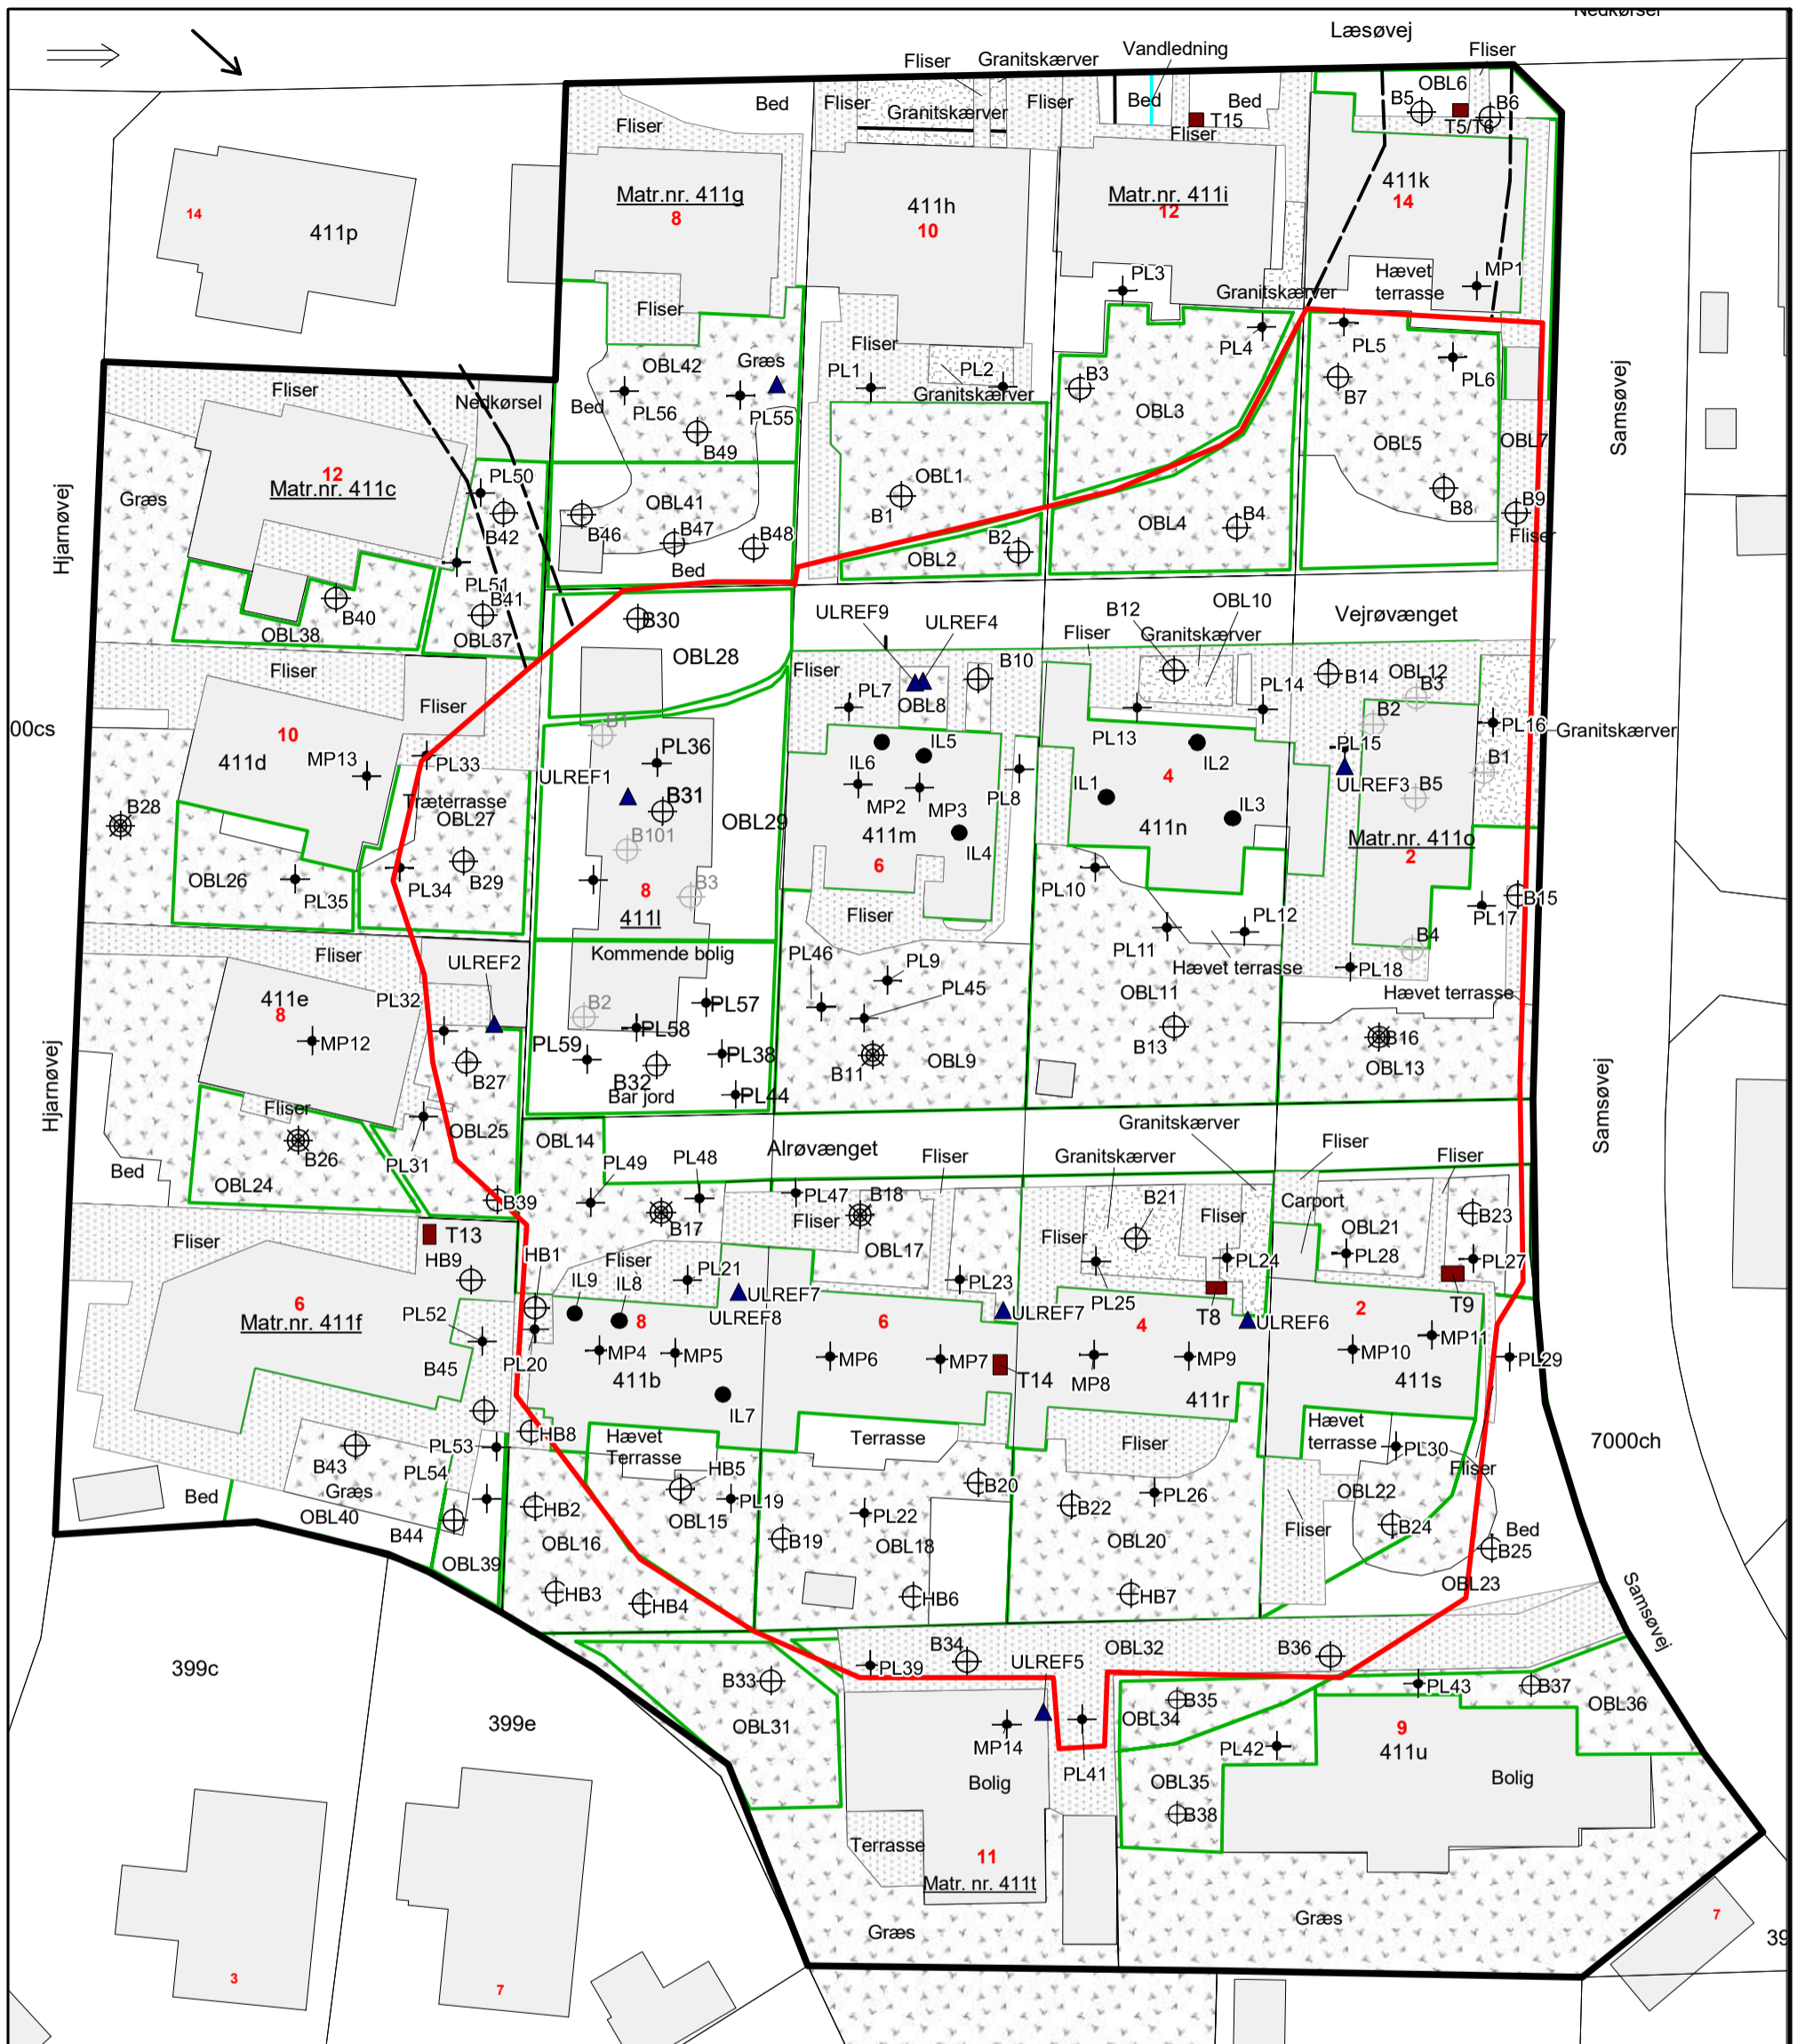 Nedkørsel
Læsøvej
Fliser
Granitskærver
Vandledning
Fliser
Bed
Fliser
Granitskærver
Fliser
Bed
Bed
OBL6
B5
B6
T15
T5/T6
Fliser
Fliser
Matr.nr. 411g
8
411h
10
Matr.nr. 411i
12
411k
14
14
411p
PL3
Hævet
terrasse
MP1
Granitskærver
Fliser
Fliser
PL4
PL5
OBL42
Græs
PL1
PL2
PL6
Granitskærver
B3
B7
Samsøvej
Fliser
Nedkørsel
Bed
PL56
PL55
B49
OBL3
OBL5
OBL7
12
Matr.nr. 411c
Græs
PL50
OBL41
OBL1
B8
B9
Hjarnøvej
B42
B46
B47
B48
B1
OBL4
B4
Fliser
B2
OBL2
Bed
PL51
B41
B40
OBL38
OBL37
B30
ULREF9
ULREF4
B12
OBL10
Vejrøvænget
Fliser
Granitskærver
Fliser
OBL28
Fliser
B10
B14
OBL12
B3
Fliser
PL7
OBL8
PL14
B2
PL16
Granitskærver
00cs
10
411d
MP13
PL33
B1
PL36
IL5
IL6
PL13
IL2
PL15
B1
ULREF1
ULREF3
B5
Træterrasse
OBL27
B31
MP2
MP3
PL8
IL1
4
IL3
B28
B101
OBL29
411m
IL4
411n
Matr.nr. 411o
2
OBL26
PL35
PL34
B29
8
411l
B3
6
PL10
B15
PL17
Fliser
PL11
PL12
B4
Fliser
ULREF2
Kommende bolig
PL46
PL9
Hævet terrasse
PL18
411e
8
PL32
PL45
OBL11
Hævet terrasse
B2
PL57
MP12
PL58
PL59
PL38
B13
B16
B27
B32
Bar jord
PL44
B11
OBL9
OBL13
Hjarnøvej
Samsøvej
Fliser
B26
OBL25
OBL14
Granitskærver
Alrøvænget
Fliser
Bed
PL31
PL49
PL48
Fliser
Granitskærver
Fliser
OBL24
B39
B17
PL47
B18
B21
Carport
Fliser
Fliser
OBL21
B23
T13
Fliser
HB9
HB1
Fliser
OBL17
Fliser
PL24
PL28
PL27
IL9
IL8
PL21
ULREF7
PL23
PL25
T9
6
Matr.nr. 411f
PL52
ULREF8
ULREF7
T8
ULREF6
2
8
6
4
PL20
B45
MP4
MP5
MP6
MP7
MP8
MP9
MP10
MP11
PL29
411b
T14
411r
411s
IL7
HB8
Hævet
Terrasse
Terrasse
Fliser
Hævet
terrasse
PL30
7000ch
B43
PL53
PL54
HB5
Fliser
Græs
Bed
OBL40
B44
HB2
PL19
OBL15
PL22
B20
B22
PL26
OBL22
B24
Fliser
Bed
OBL16
B19
OBL18
OBL20
B25
OBL39
HB3
HB4
HB6
HB7
OBL23
Samsøvej
399c
B34
OBL32
B36
PL39
ULREF5
B33
PL43
B37
OBL36
B35
OBL34
OBL31
399e
MP14
PL42
9
411u
PL41
Bolig
OBL35
Bolig
B38
Terrasse
11
Matr. nr. 411t
Græs
Græs
7
39
3
7